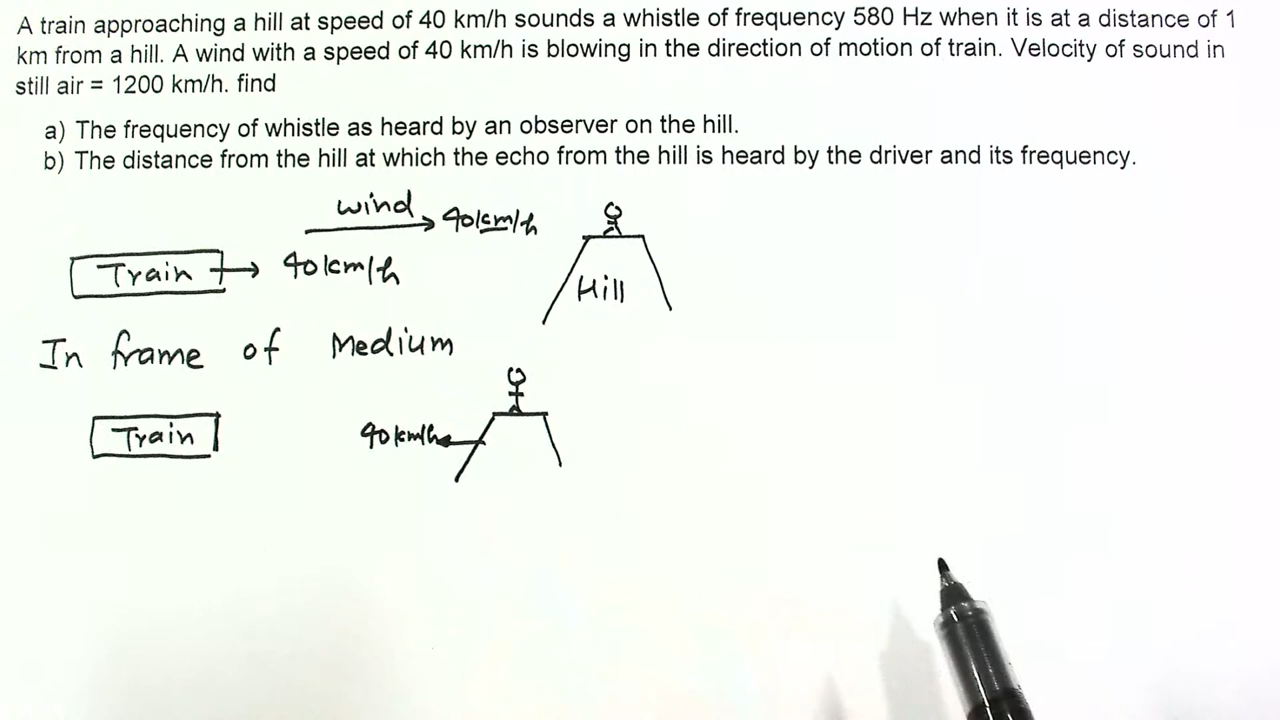 A train approaching a hill at speed of 40 km/h sounds a whistle of frequency 580 Hz when it is at a distance of 1
km from a hill. A wind with a speed of 40 km/h is blowing in the direction of motion of train. Velocity of sound in
still air = 1200 km/h. find
a) The frequency of whistle as heard by an observer on the hill.
b) The distance from the hill at which the echo from the hill is heard by the driver and its frequency.
wind 40km/h
Train 40km/h
Hill
In frame of Medium
Train 40km/h